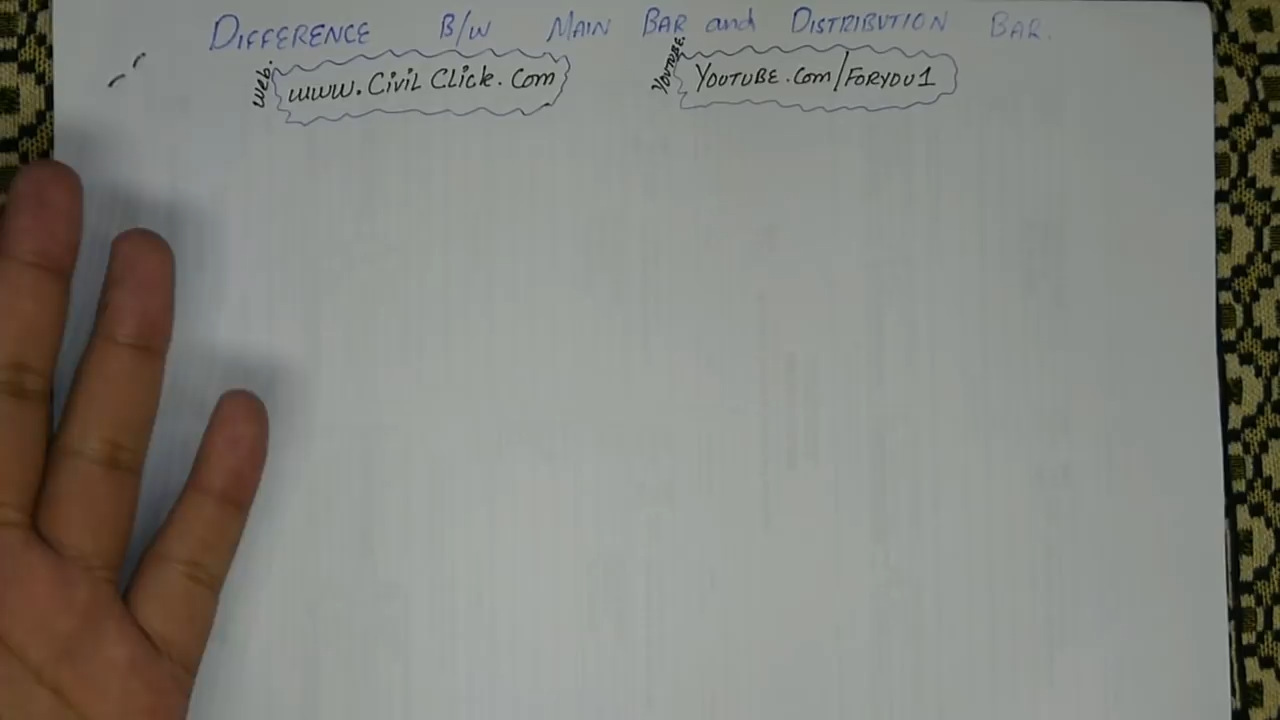 DIFFERENCE B/W MAIN BAR and DISTRIBUTION BAR.
Web: www.Civil Click.Com
YOUTUBE: YOUTUBE.Com/FORYOU1